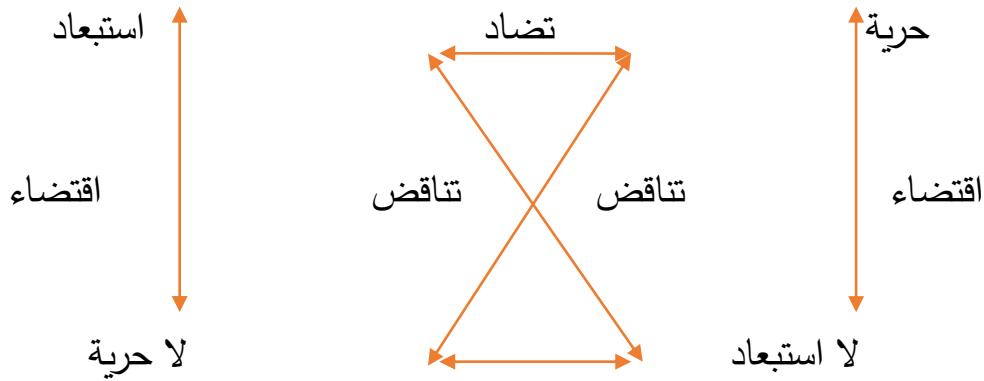 حرية
تضاد
استبعاد
اقتضاء
تناقض
تناقض
اقتضاء
لا استبعاد
لا حرية